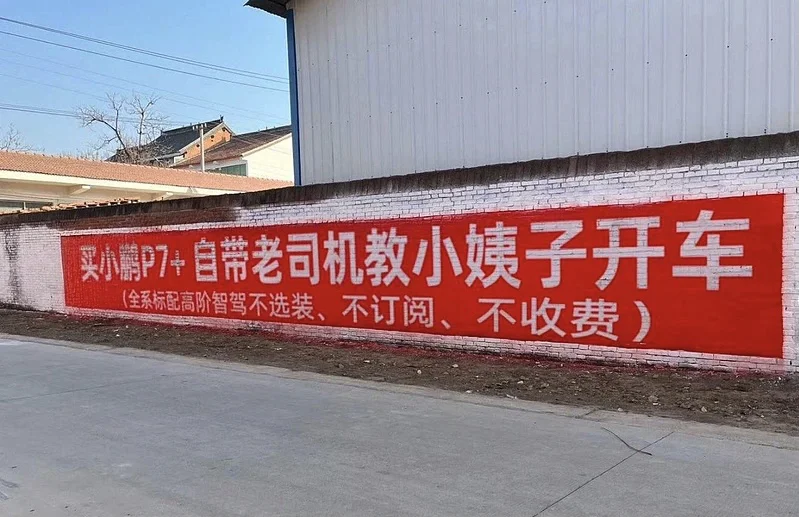 买小鹏P7+ 自带老司机教小姨子开车
(全系标配高阶智驾不选装、不订阅、不收费)